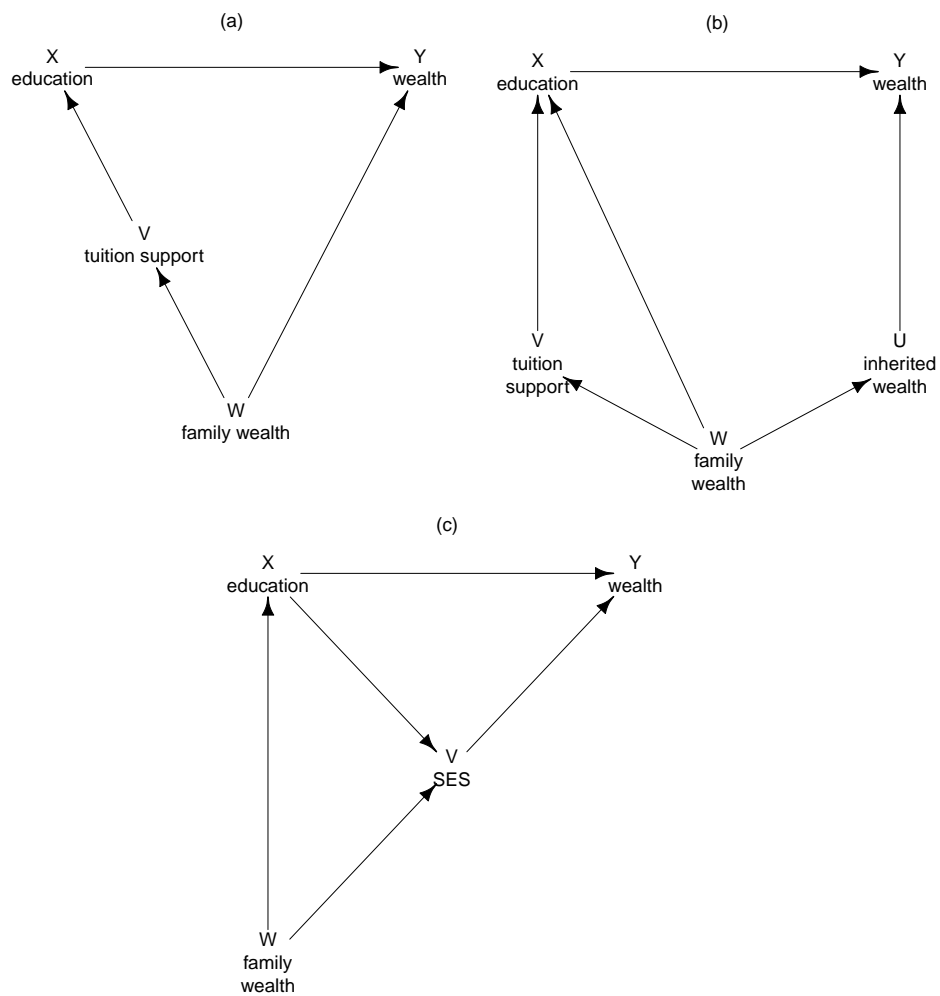 (a)
X
education
Y
wealth
V
tuition support
W
family wealth
(b)
X
education
Y
wealth
V
tuition
support
U
inherited
wealth
W
family
wealth
(c)
X
education
Y
wealth
V
SES
W
family
wealth